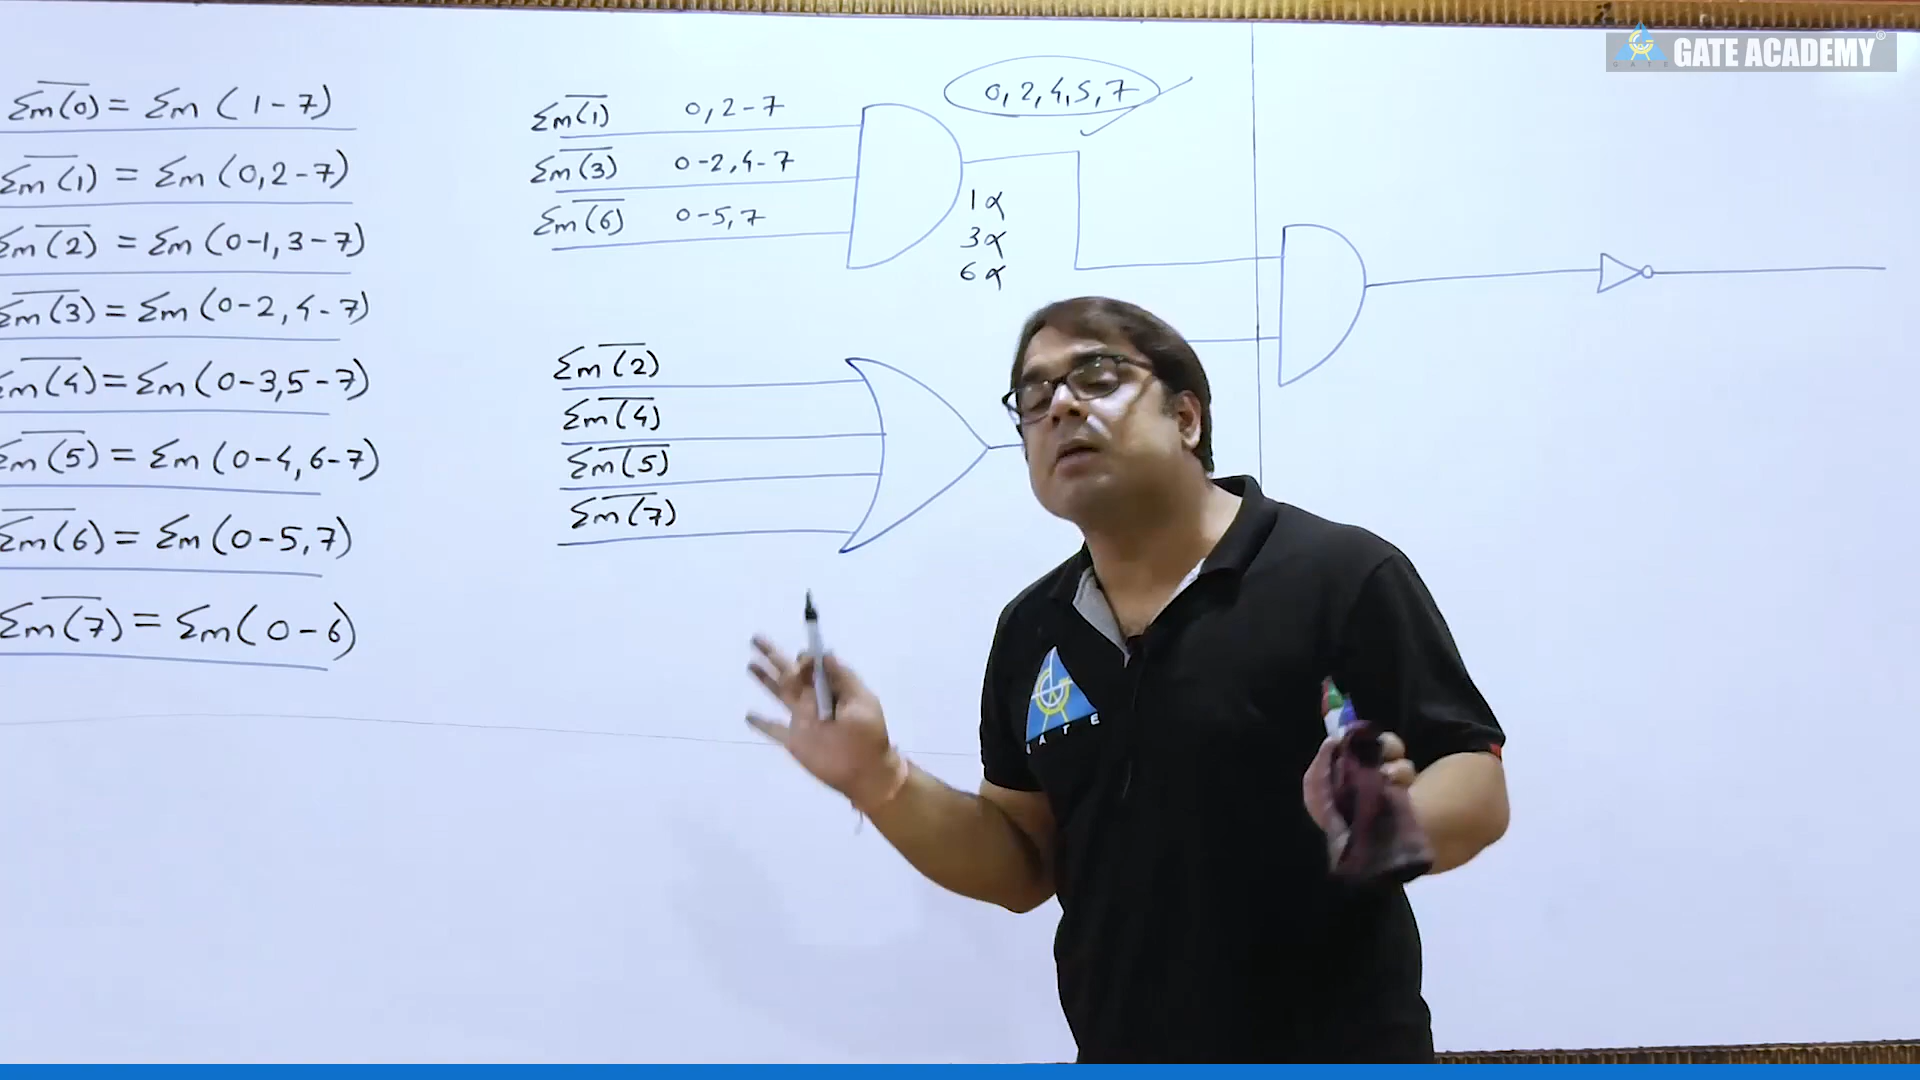 GATE ACADEMY®
G A T E
Σm̅(̅0̅)̅ = Σm ( 1 - 7 )
Σm̅(̅1̅)̅ = Σm (0, 2 - 7)
Σm̅(̅2̅)̅ = Σm (0-1, 3-7)
Σm̅(̅3̅)̅ = Σm (0-2, 4-7)
Σm̅(̅4̅)̅ = Σm (0-3, 5-7)
Σm̅(̅5̅)̅ = Σm (0-4, 6-7)
Σm̅(̅6̅)̅ = Σm (0-5, 7)
Σm̅(̅7̅)̅ = Σm (0-6)
Σm̅(̅1̅)̅ 0, 2-7
Σm̅(̅3̅)̅ 0-2, 4-7
Σm̅(̅6̅)̅ 0-5, 7
0, 2, 4, 5, 7
1 α
3 α
6 α
Σm̅(̅2̅)̅
Σm̅(̅4̅)̅
Σm̅(̅5̅)̅
Σm̅(̅7̅)̅
G A T E